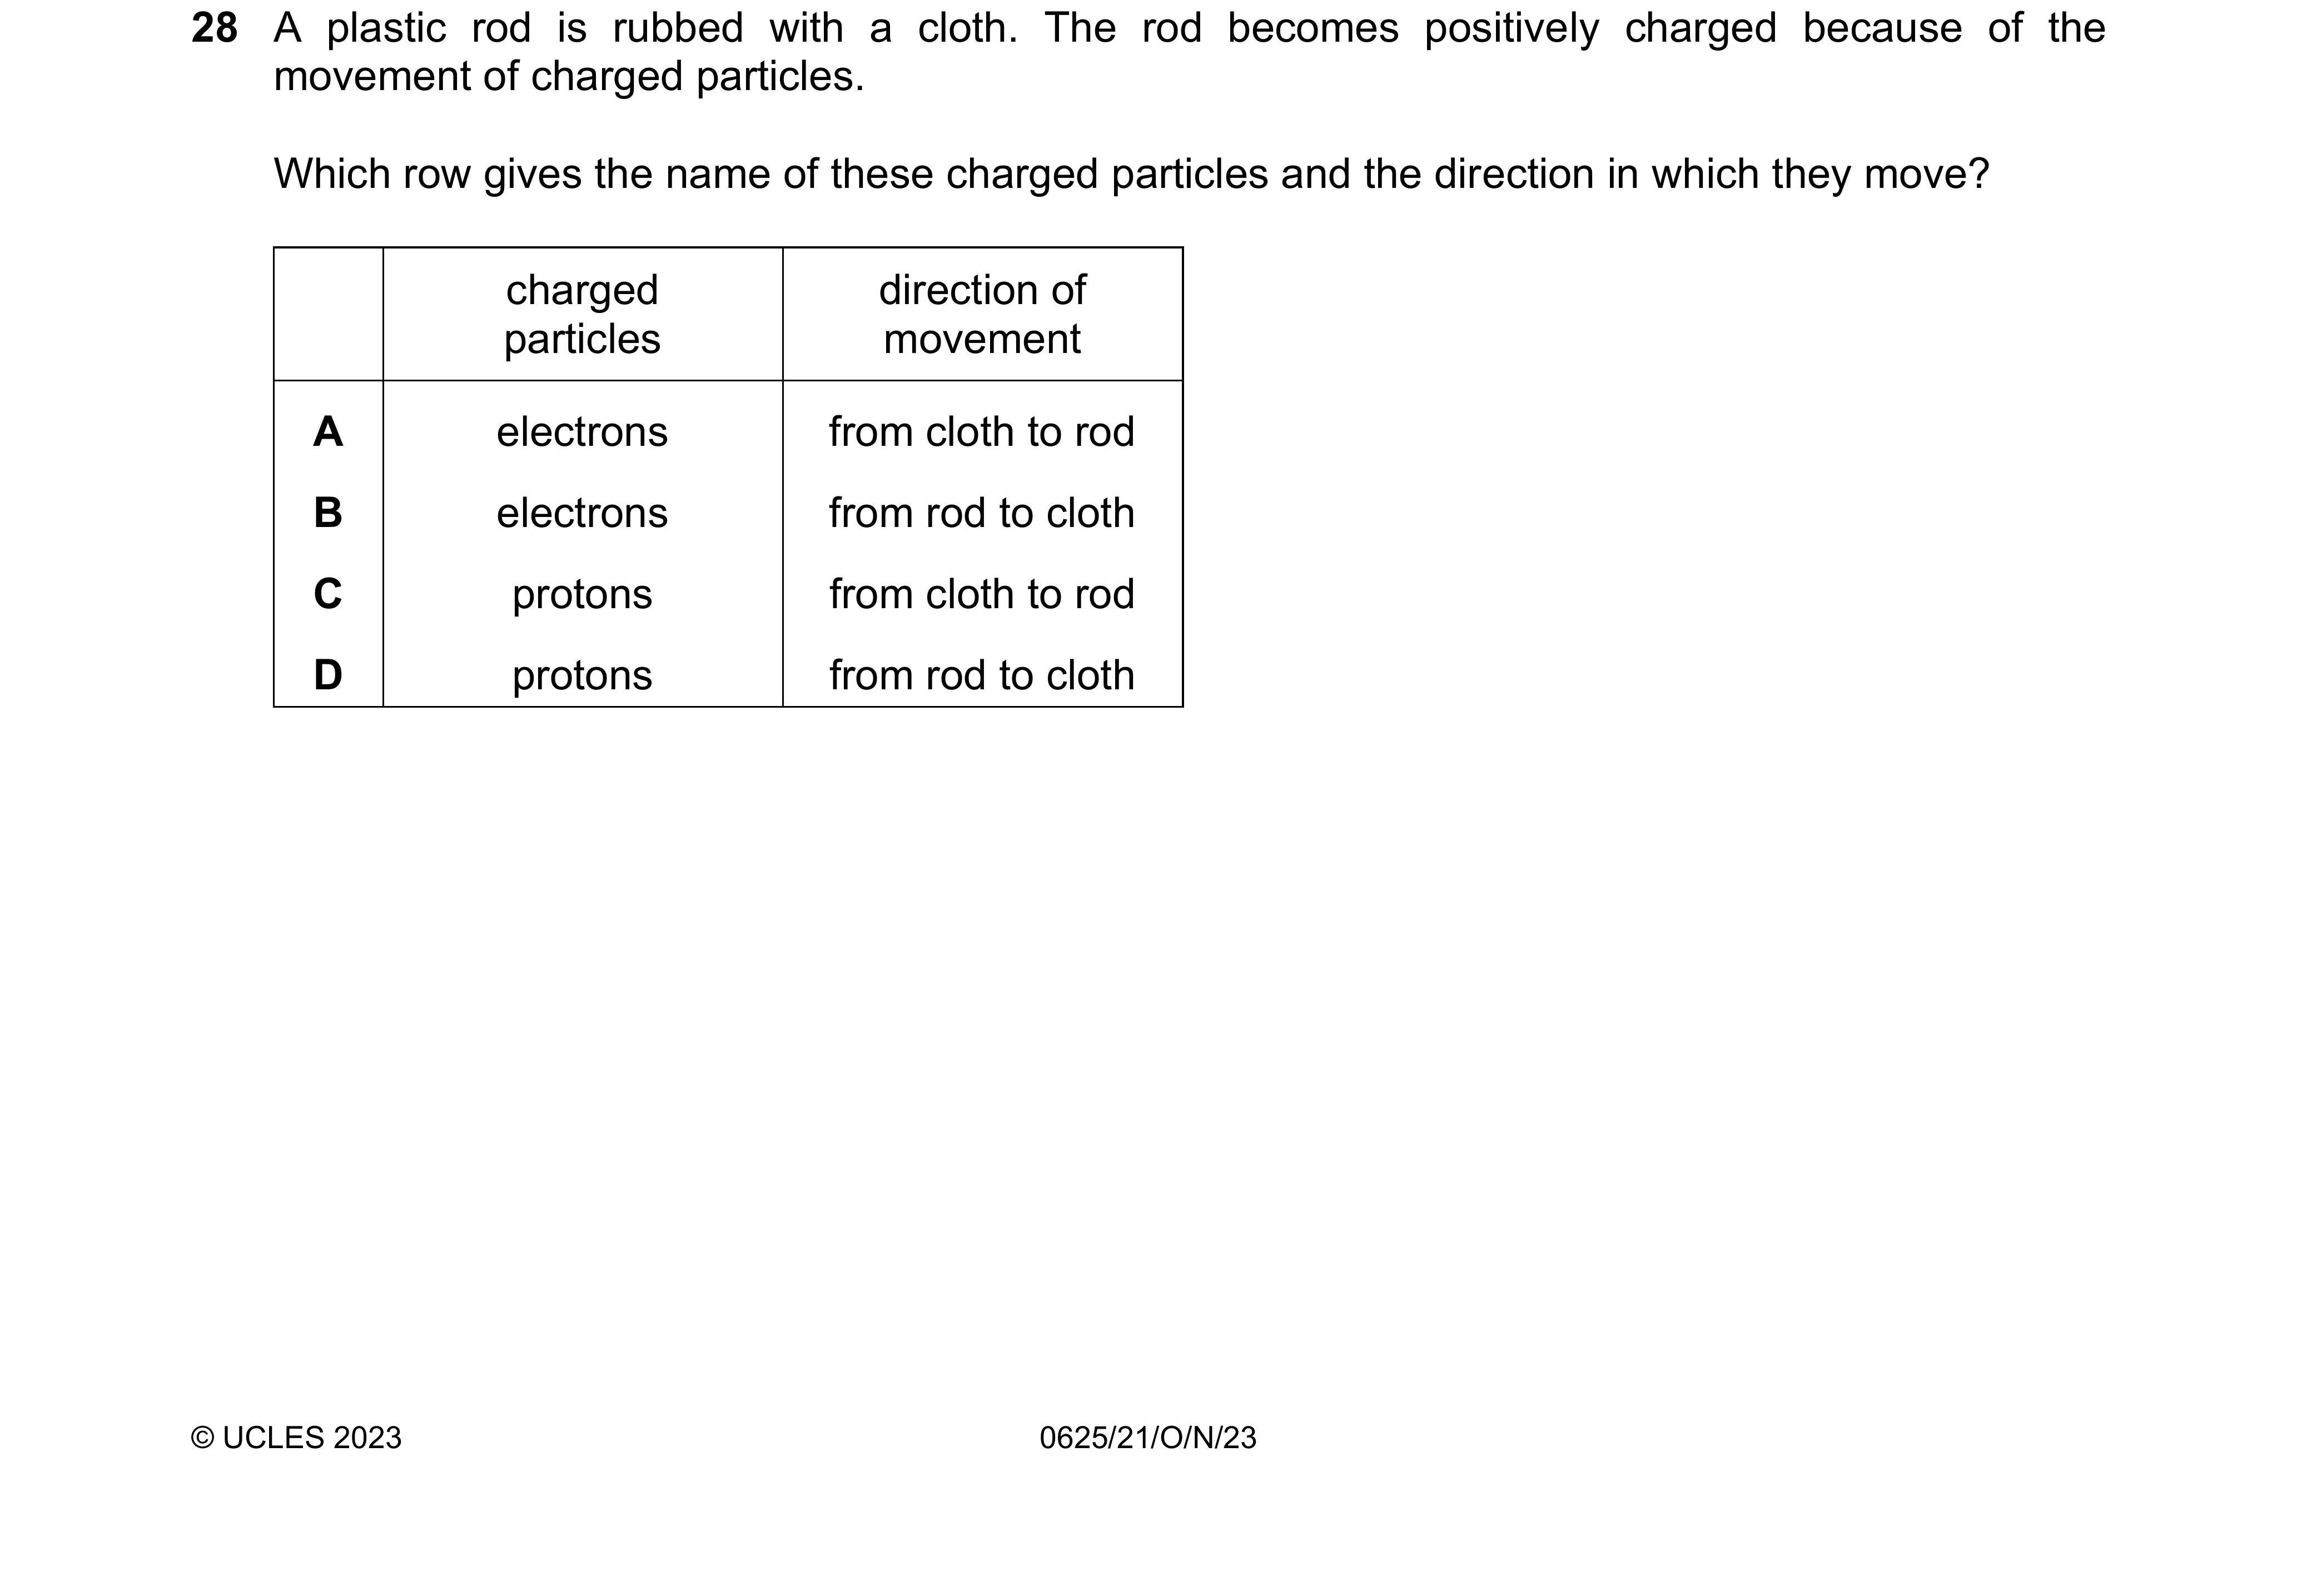 28 A plastic rod is rubbed with a cloth. The rod becomes positively charged because of the
movement of charged particles.
Which row gives the name of these charged particles and the direction in which they move?
charged particles direction of movement
A electrons from cloth to rod
B electrons from rod to cloth
C protons from cloth to rod
D protons from rod to cloth
© UCLES 2023 0625/21/O/N/23